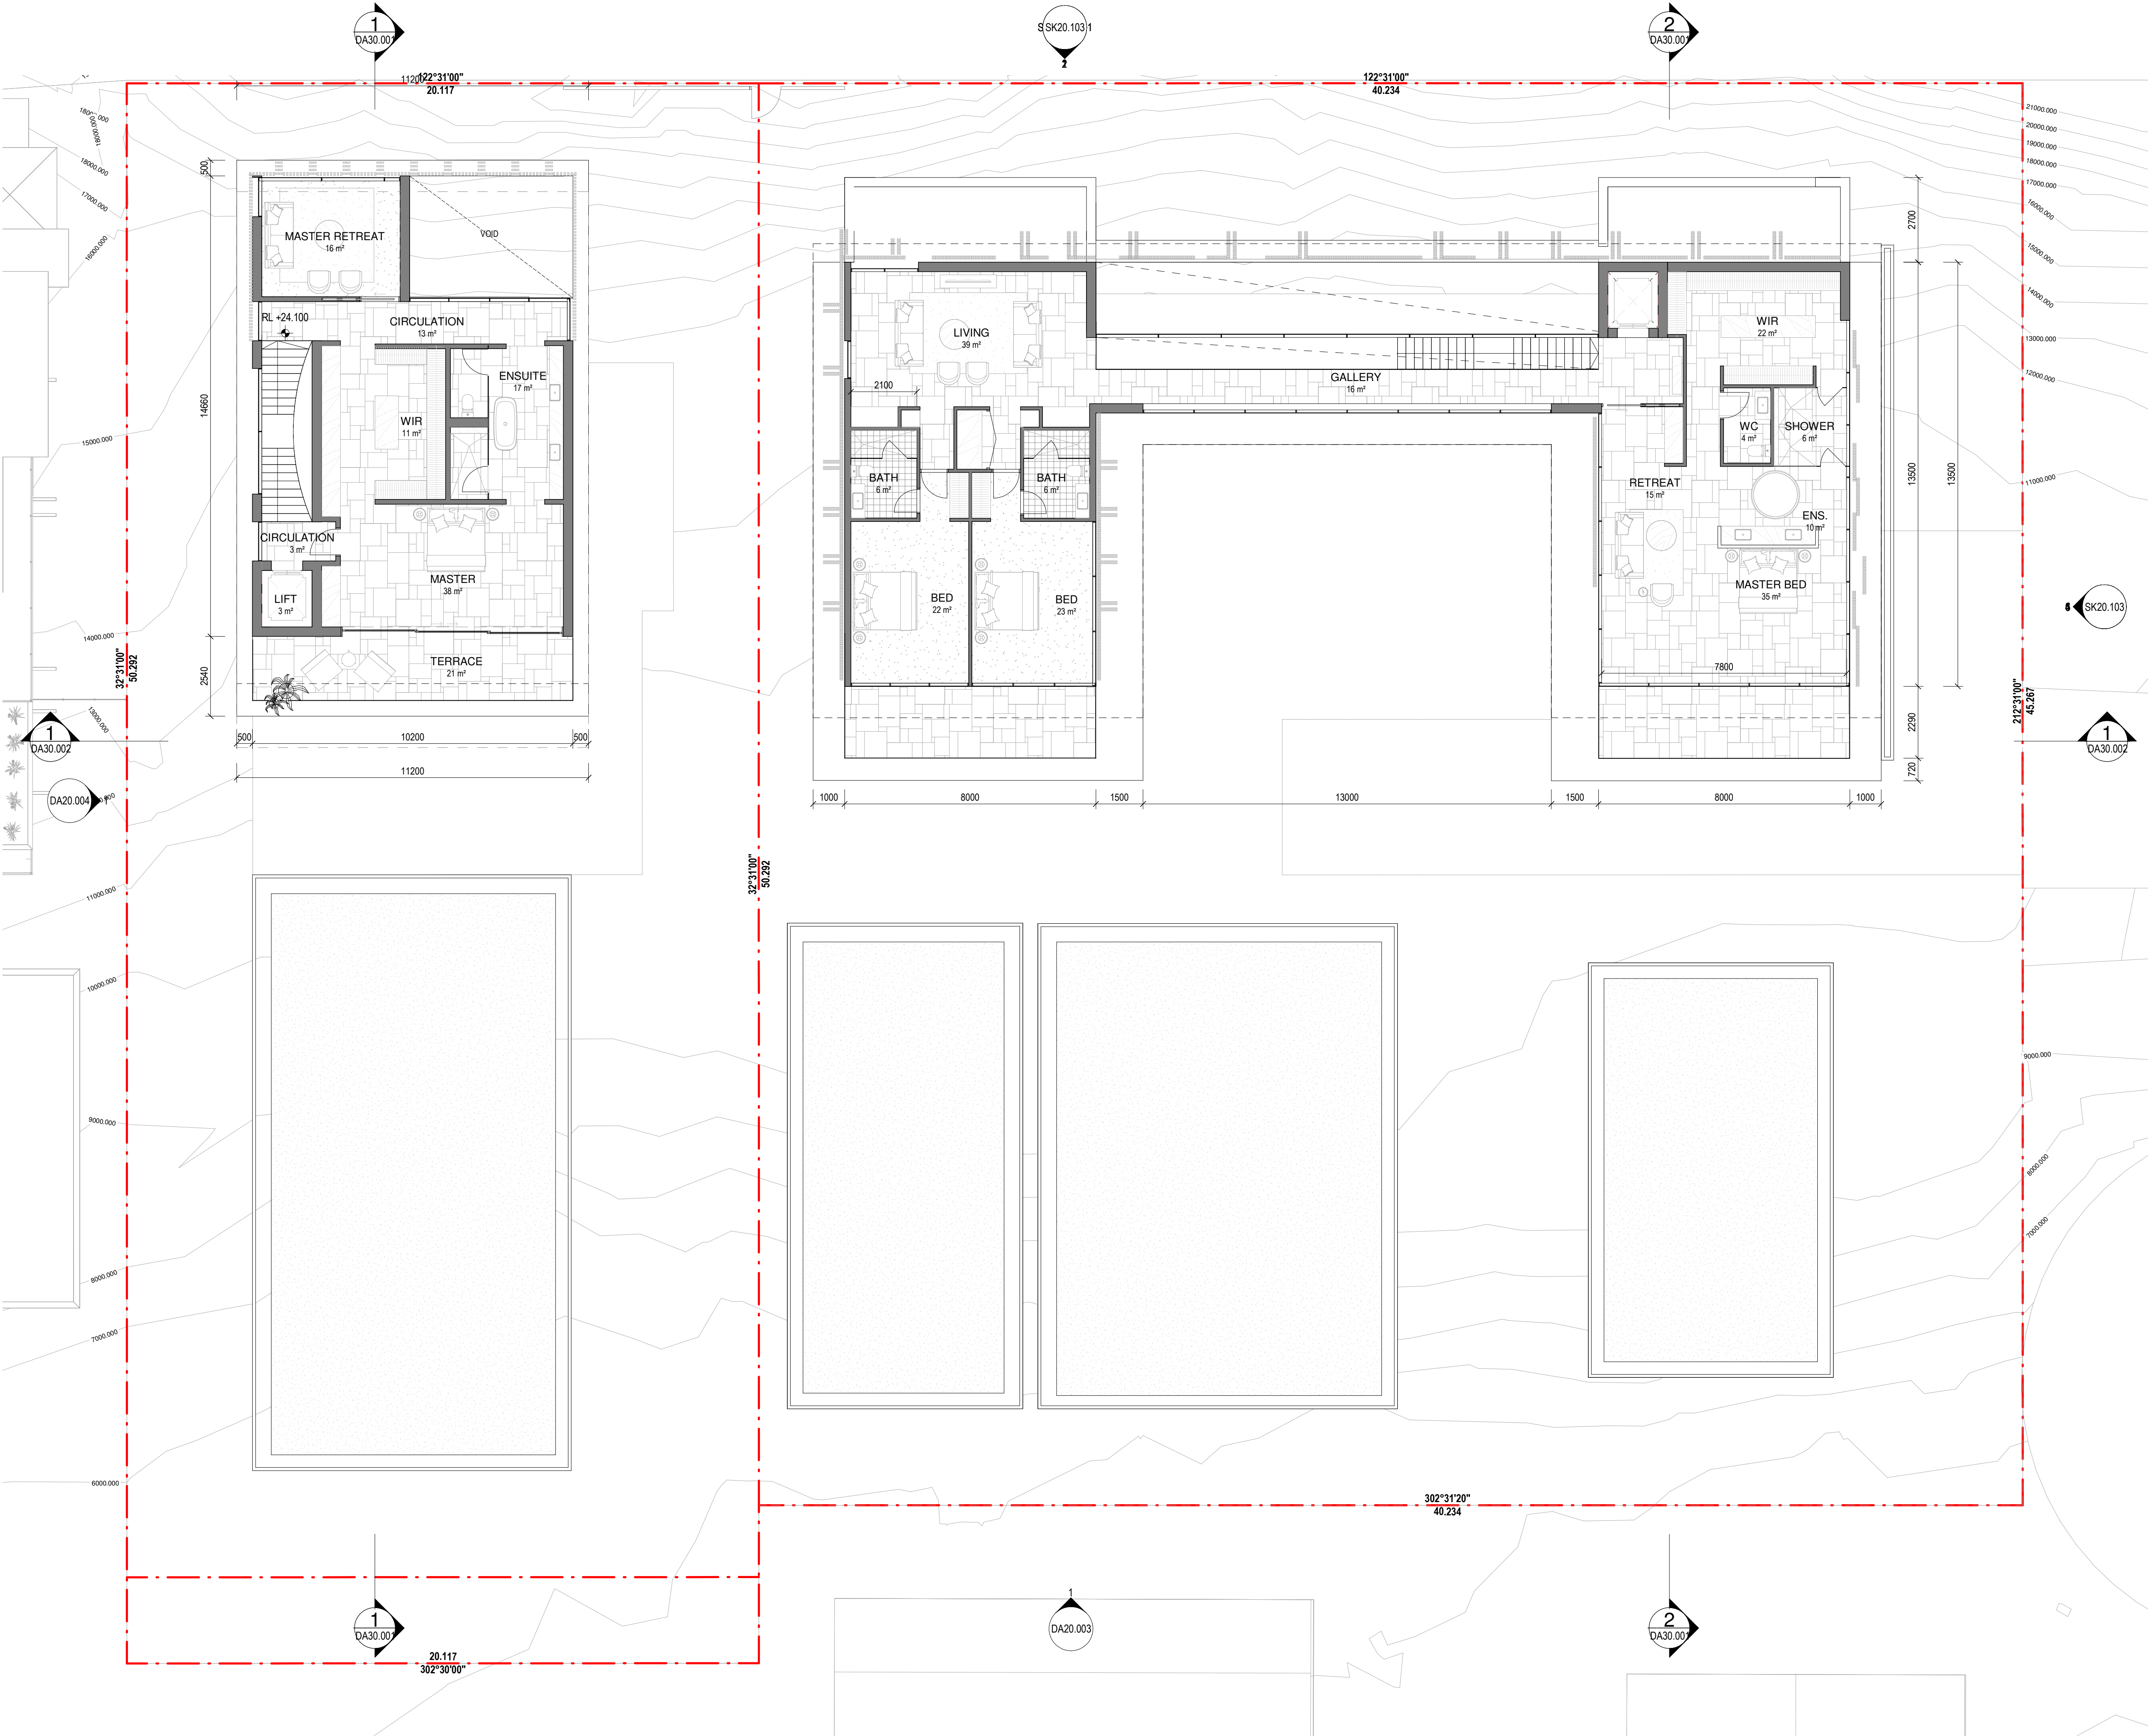 1
DA30.001
S SK20.103 1
2
DA30.001
11200
122°31'00"
20.117
122°31'00"
40.234
18000.000
18000.000
18000.000
17000.000
16000.000
15000.000
14000.000
13000.000
11000.000
10000.000
9000.000
8000.000
7000.000
6000.000
21000.000
20000.000
19000.000
18000.000
17000.000
16000.000
15000.000
14000.000
13000.000
12000.000
11000.000
9000.000
8000.000
7000.000
500
14660
2540
MASTER RETREAT
16 m²
VOID
RL +24.100
CIRCULATION
13 m²
ENSUITE
17 m²
WIR
11 m²
CIRCULATION
3 m²
LIFT
3 m²
MASTER
38 m²
TERRACE
21 m²
500
10200
500
11200
LIVING
39 m²
2100
GALLERY
16 m²
WIR
22 m²
WC
4 m²
SHOWER
6 m²
BATH
6 m²
BATH
6 m²
RETREAT
15 m²
ENS.
10 m²
BED
22 m²
BED
23 m²
MASTER BED
35 m²
7800
2700
13500
13500
2290
720
1000
8000
1500
13000
1500
8000
1000
32°31'00"
50.292
32°31'00"
50.292
212°31'00"
45.267
SK20.103
1
DA30.002
1
DA30.002
DA20.004
1
302°31'20"
40.234
1
DA30.001
1
DA20.003
2
DA30.001
20.117
302°30'00"